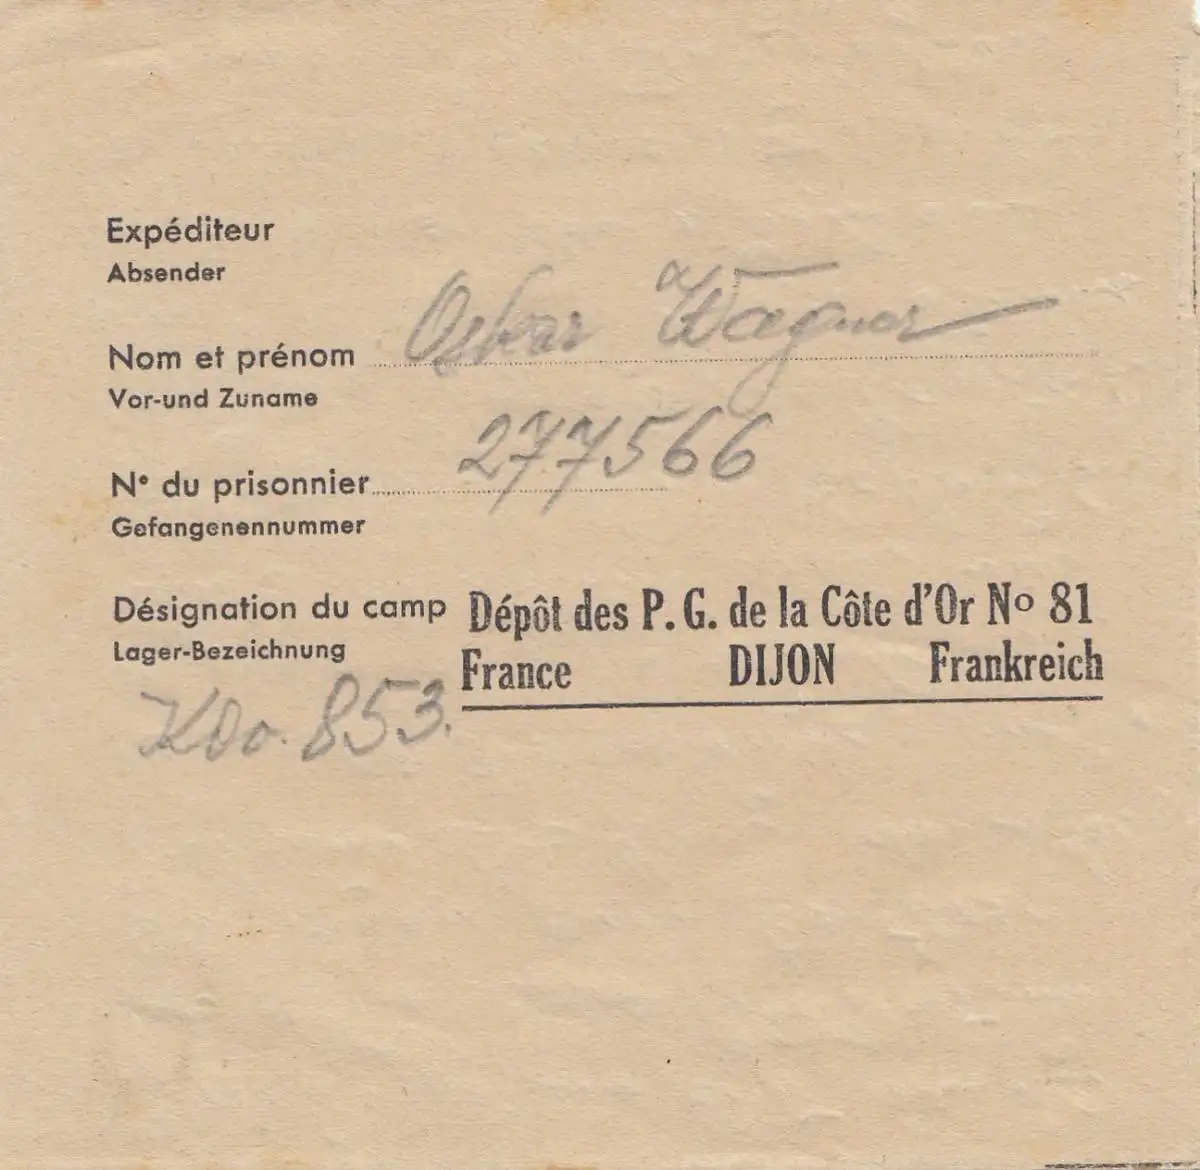 Expéditeur
Absender
Nom et prénom Oskar Wagner
Vor-und Zuname
N° du prisonnier 277566
Gefangenennummer
Désignation du camp Dépôt des P. G. de la Côte d'Or No 81
Lager-Bezeichnung France DIJON Frankreich
Kdo. 853.